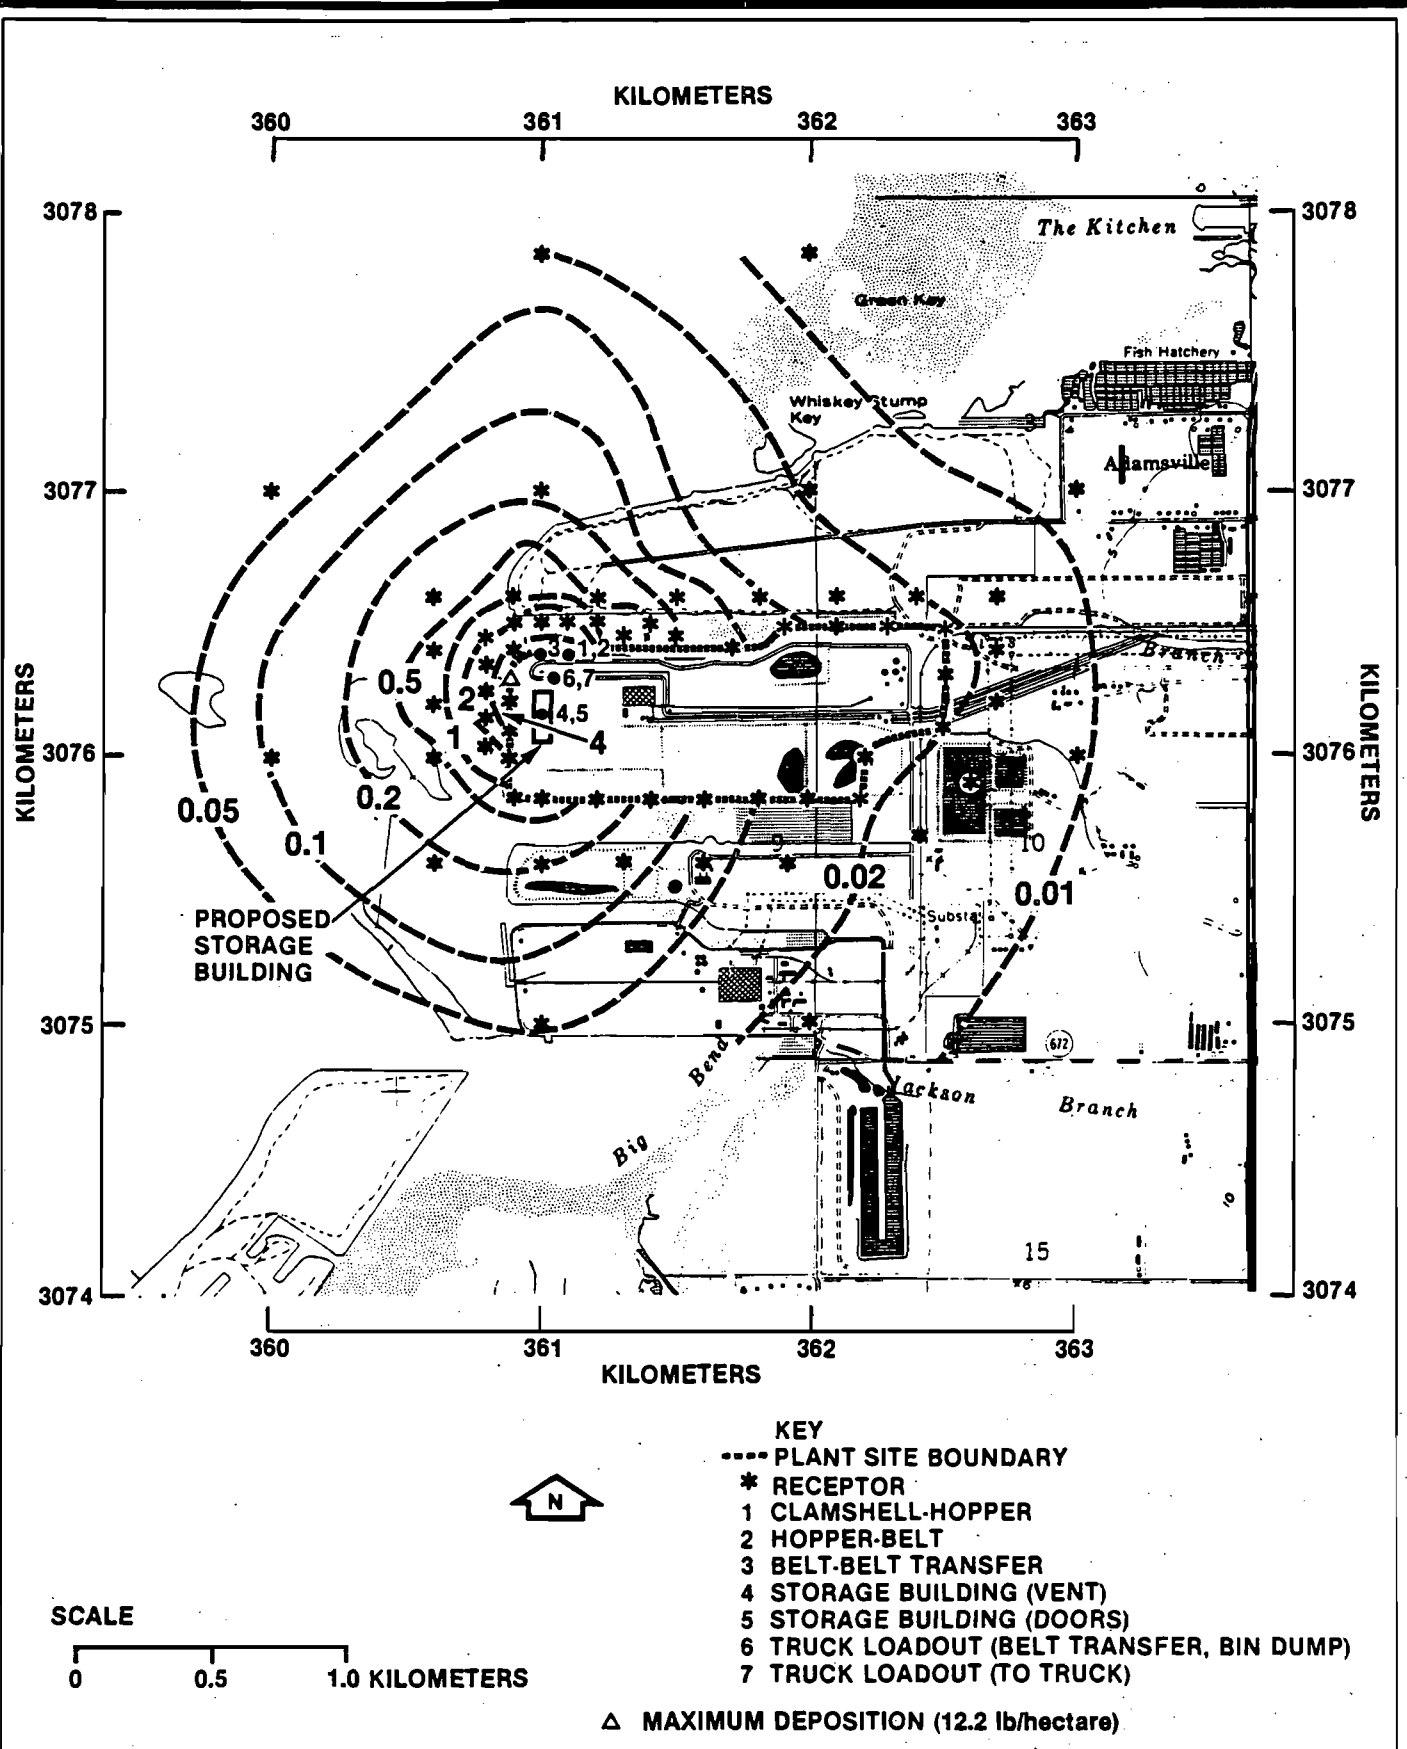 KILOMETERS
360 361 362 363
3078 3078
The Kitchen
Green Key
Fish Hatchery
Whiskey Stump
Key
Adamsville
3077 3077
3 1,2
6,7
Branch
0.5
2
4,5
1
4
KILOMETERS
KILOMETERS
3076 3076
0.2
0.05
0.1
9
10
0.02
0.01
PROPOSED
STORAGE
BUILDING
Substa
3075 3075
672
Big Bend
Jackson Branch
10
15
3074 3074
360 361 362 363
KILOMETERS
KEY
PLANT SITE BOUNDARY
* RECEPTOR
1 CLAMSHELL-HOPPER
2 HOPPER-BELT
3 BELT-BELT TRANSFER
4 STORAGE BUILDING (VENT)
5 STORAGE BUILDING (DOORS)
6 TRUCK LOADOUT (BELT TRANSFER, BIN DUMP)
7 TRUCK LOADOUT (TO TRUCK)
△ MAXIMUM DEPOSITION (12.2 lb/hectare)
N
SCALE
0 0.5 1.0 KILOMETERS